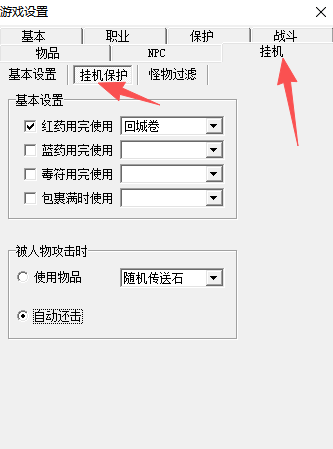 游戏设置
基本 职业 保护 战斗
物品 NPC 挂机
基本设置 挂机保护 怪物过滤
基本设置
红药用完使用 回城卷
蓝药用完使用
毒符用完使用
包裹满时使用
被人物攻击时
使用物品 随机传送石
自动还击